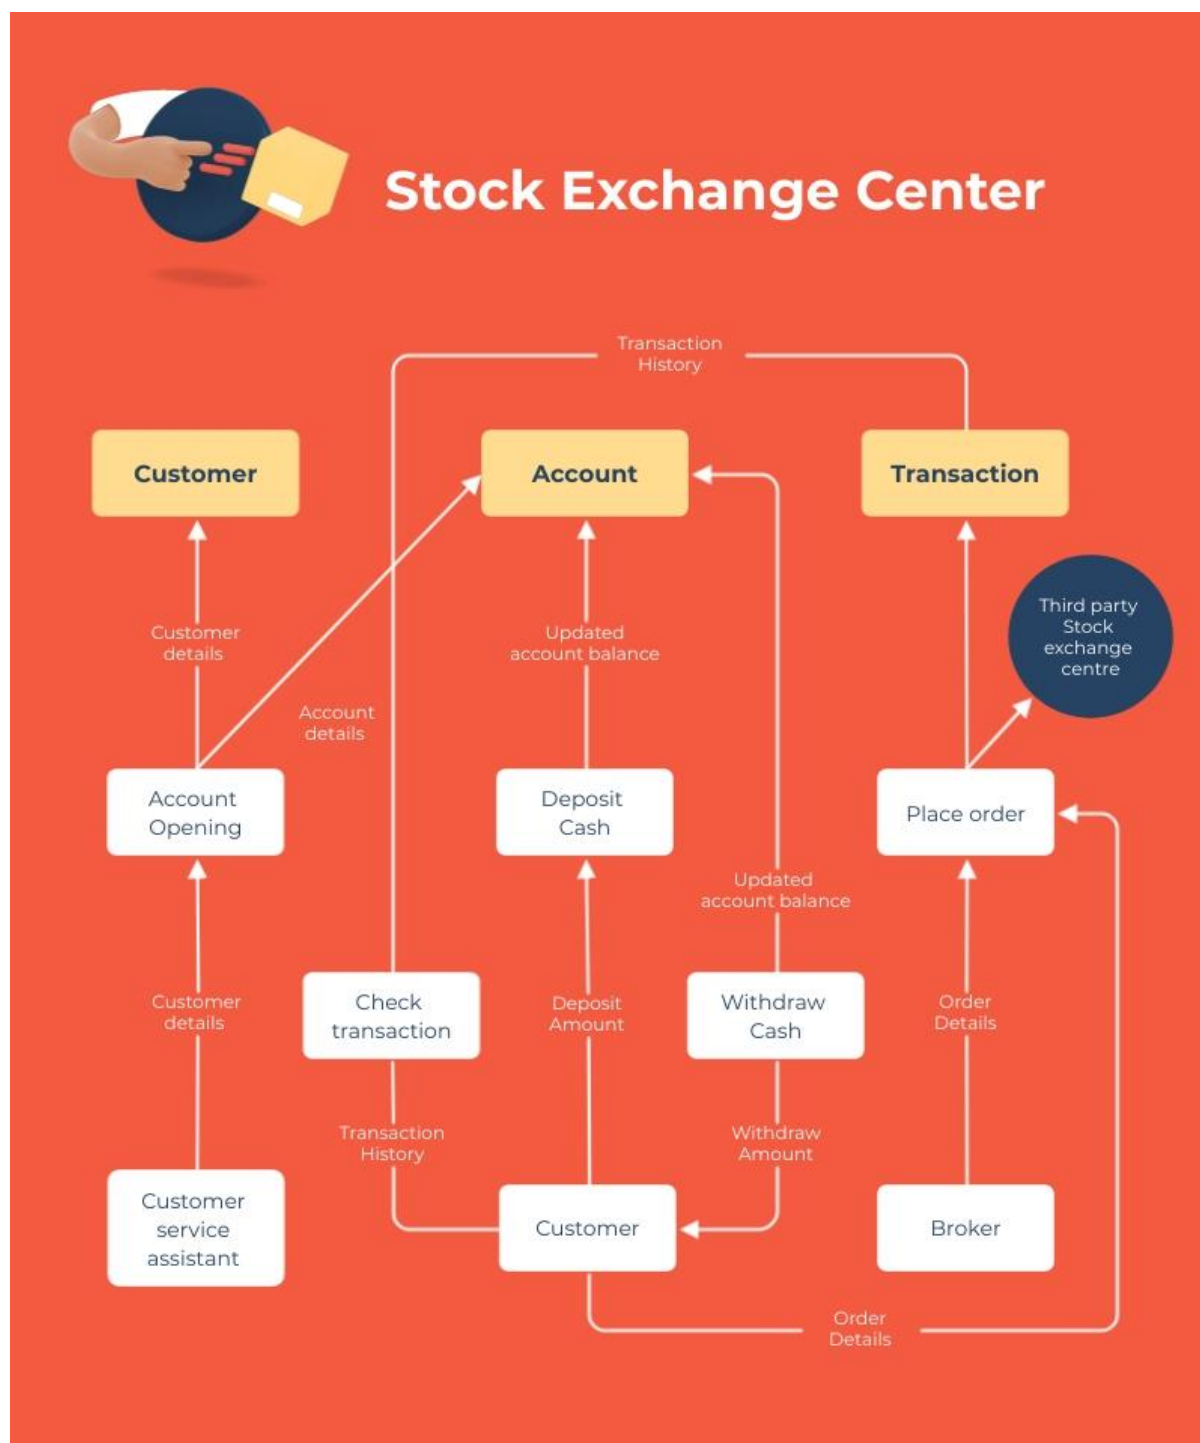 Stock Exchange Center
Transaction
History
Customer
Account
Transaction
Third party
Stock
exchange
centre
Customer
details
Updated
account balance
Account
details
Account
Opening
Deposit
Cash
Place order
Updated
account balance
Customer
details
Check
transaction
Deposit
Amount
Withdraw
Cash
Order
Details
Transaction
History
Withdraw
Amount
Customer
service
assistant
Customer
Broker
Order
Details